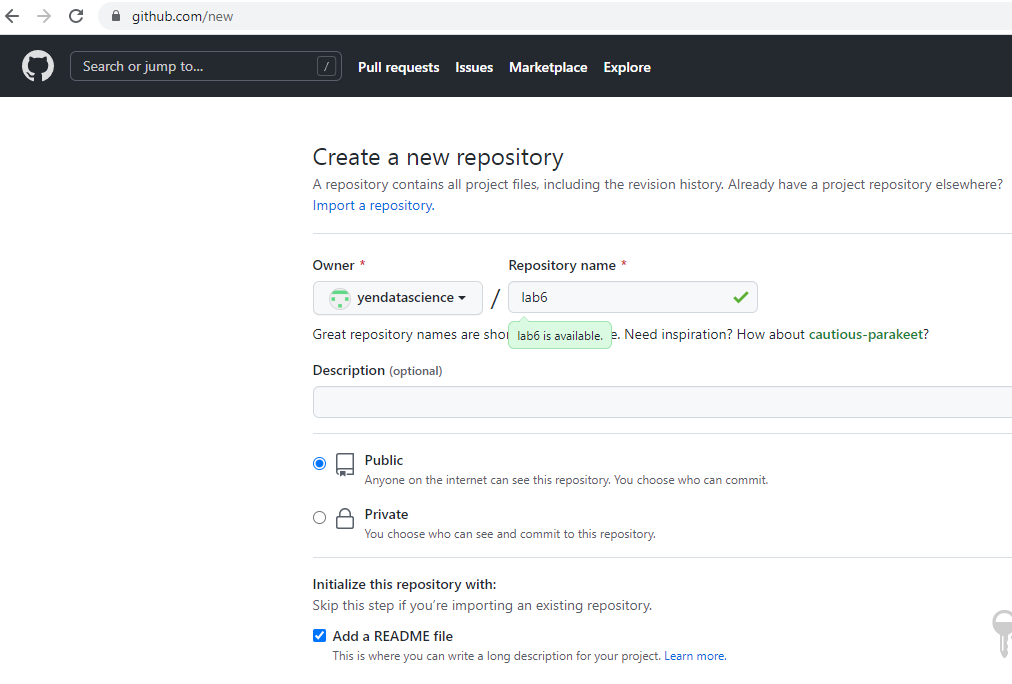 github.com/new
Search or jump to... /
Pull requests Issues Marketplace Explore
Create a new repository
A repository contains all project files, including the revision history. Already have a project repository elsewhere?
Import a repository.
Owner * Repository name *
yendatascience / lab6
Great repository names are sho lab6 is available. e. Need inspiration? How about cautious-parakeet?
Description (optional)
Public
Anyone on the internet can see this repository. You choose who can commit.
Private
You choose who can see and commit to this repository.
Initialize this repository with:
Skip this step if you're importing an existing repository.
Add a README file
This is where you can write a long description for your project. Learn more.